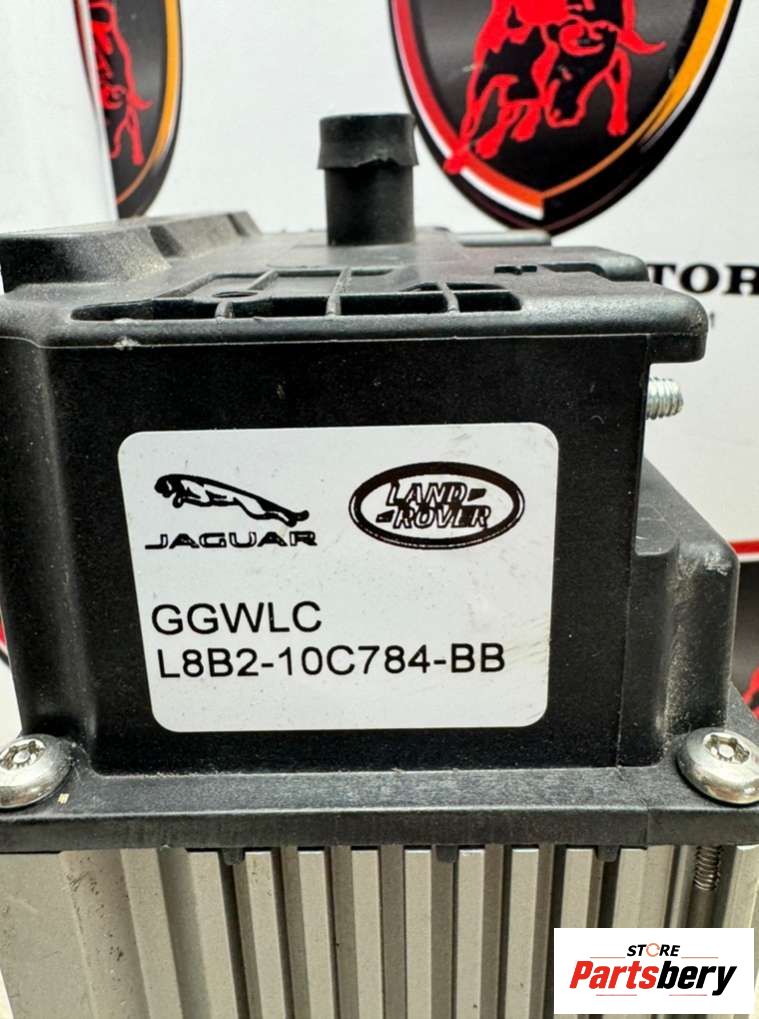 TOR
JAGUAR
LAND
ROVER
GGWLC
L8B2-10C784-BB
STORE
Partsbery